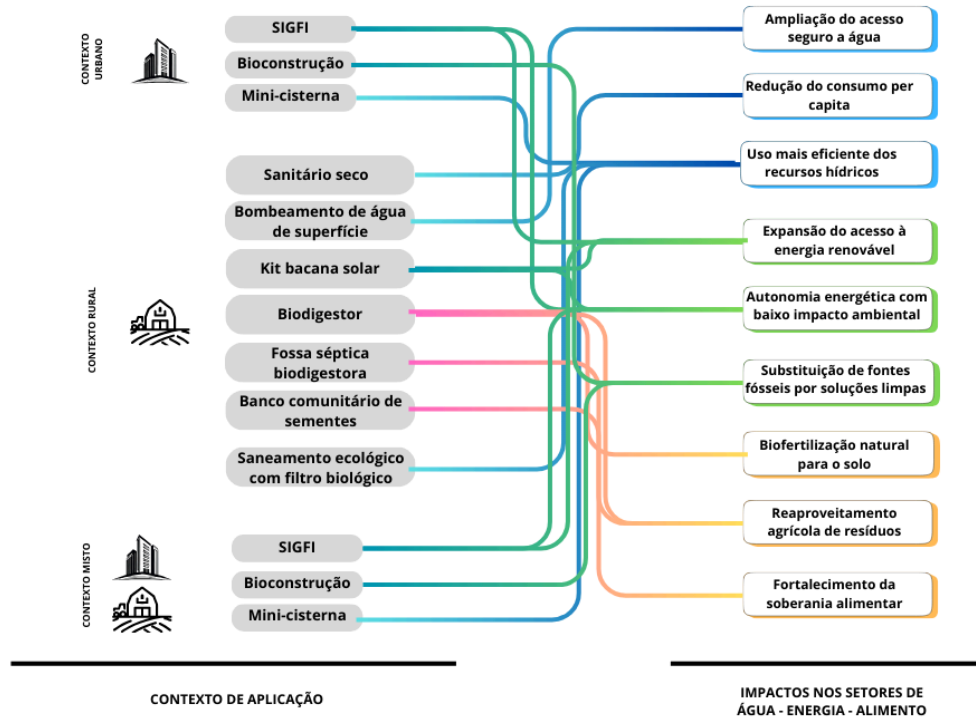 CONTEXTO
URBANO
SIGFI
Bioconstrução
Mini-cisterna
CONTEXTO RURAL
Sanitário seco
Bombeamento de água
de superfície
Kit bacana solar
Biodigestor
Fossa séptica
biodigestora
Banco comunitário de
sementes
Saneamento ecológico
com filtro biológico
CONTEXTO MISTO
SIGFI
Bioconstrução
Mini-cisterna
Ampliação do acesso
seguro a água
Redução do consumo per
capita
Uso mais eficiente dos
recursos hídricos
Expansão do acesso à
energia renovável
Autonomia energética com
baixo impacto ambiental
Substituição de fontes
fósseis por soluções limpas
Biofertilização natural
para o solo
Reaproveitamento
agrícola de resíduos
Fortalecimento da
soberania alimentar
CONTEXTO DE APLICAÇÃO
IMPACTOS NOS SETORES DE
ÁGUA - ENERGIA - ALIMENTO